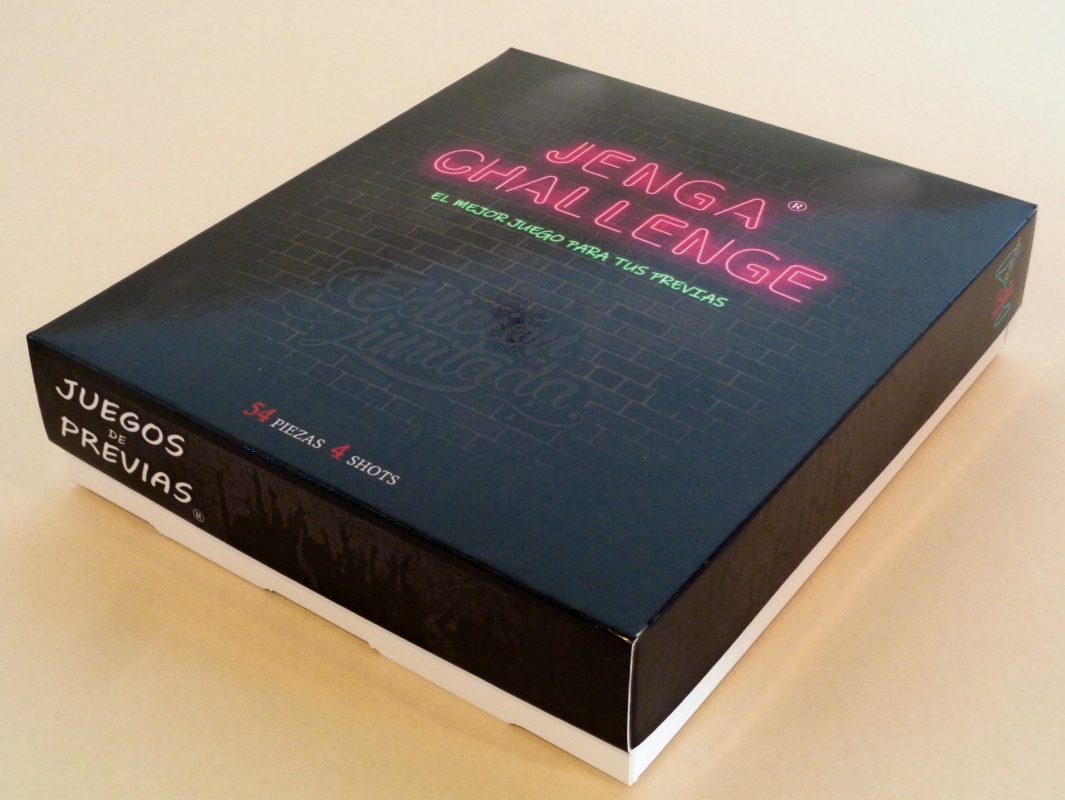 JENGA®
CHALLENGE
EL MEJOR JUEGO PARA TUS PREVIAS
Edición
Limitada.
54 PIEZAS 4 SHOTS
JUEGOS
DE
PREVIAS®